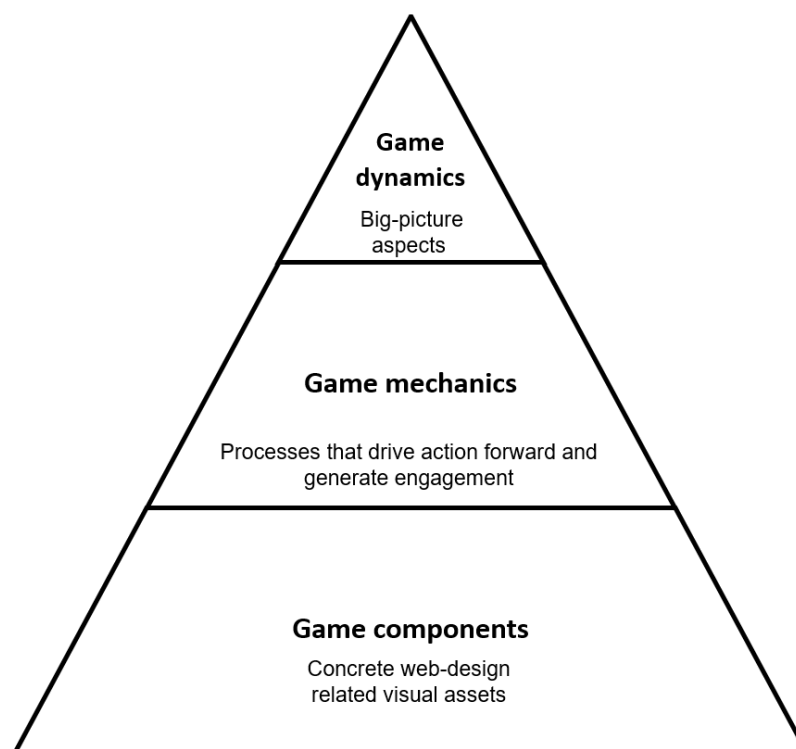 Game
dynamics
Big-picture
aspects
Game mechanics
Processes that drive action forward and
generate engagement
Game components
Concrete web-design
related visual assets